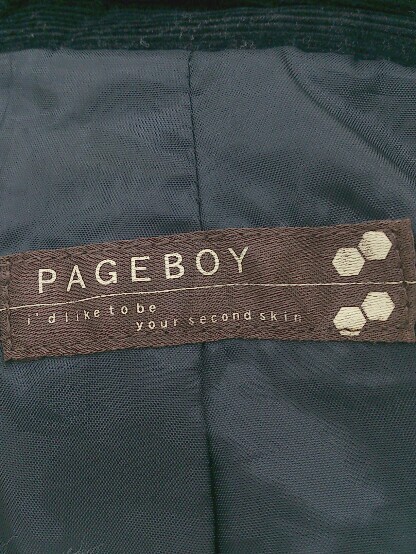 PAGEBOY
i'd like to be
your second skin